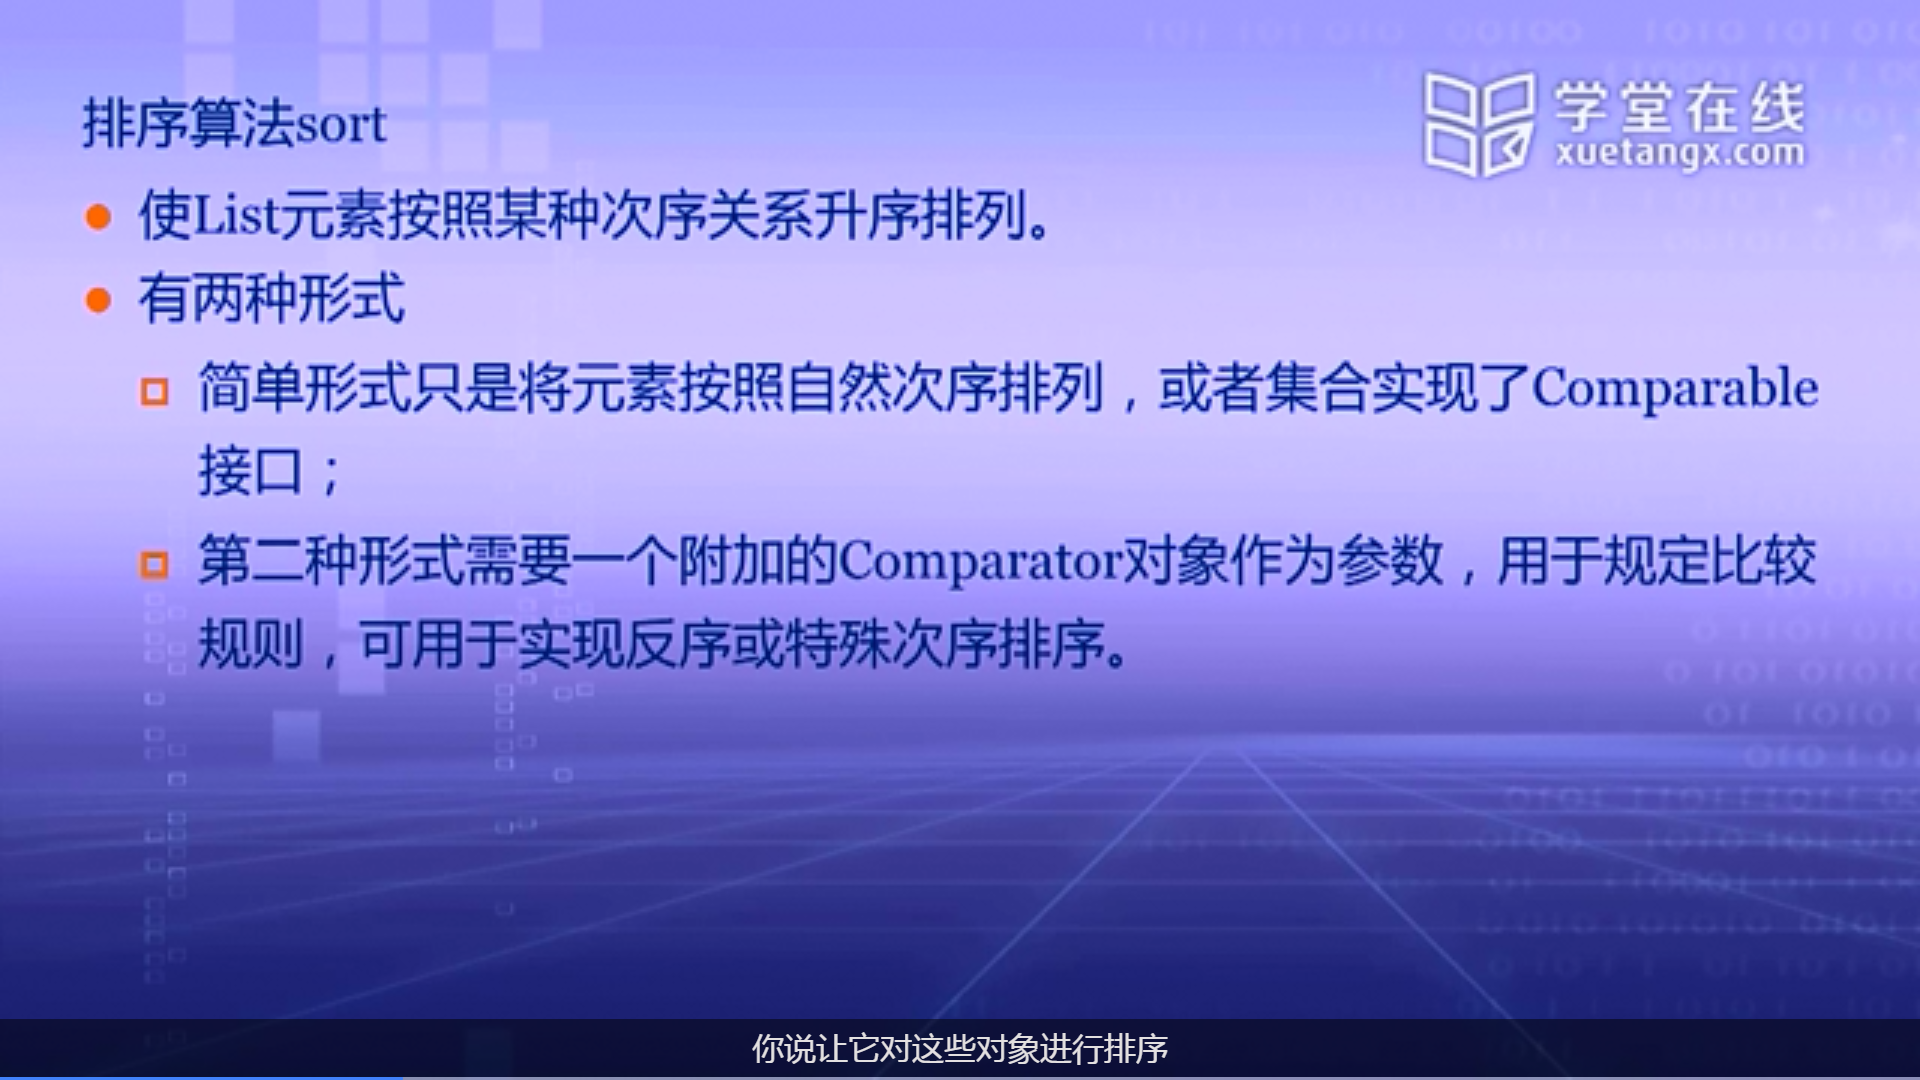 学堂在线
xuetangx.com
排序算法sort
使List元素按照某种次序关系升序排列。
有两种形式
简单形式只是将元素按照自然次序排列，或者集合实现了Comparable
接口；
第二种形式需要一个附加的Comparator对象作为参数，用于规定比较
规则，可用于实现反序或特殊次序排序。
你说让它对这些对象进行排序